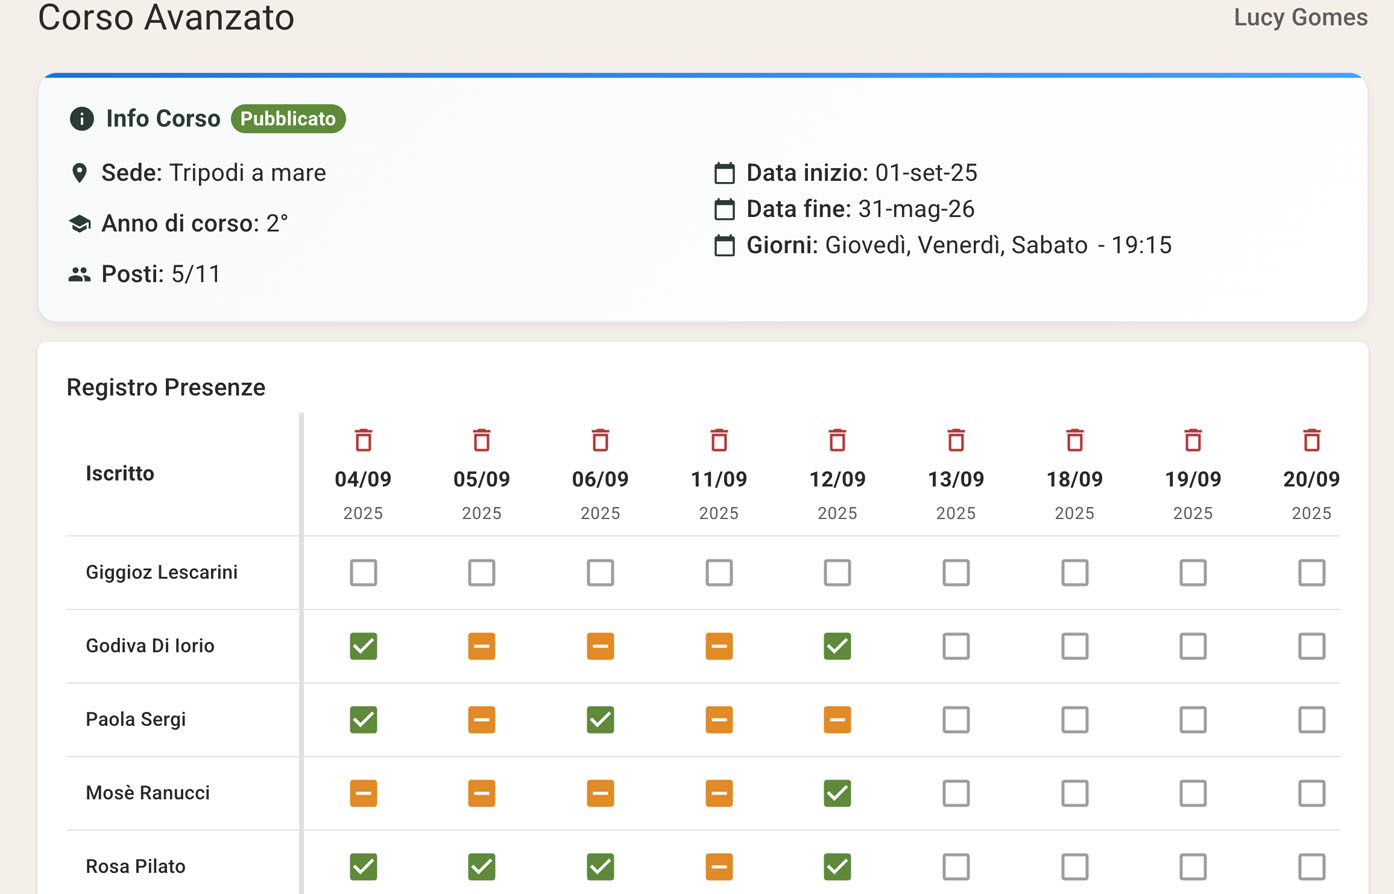 Corso Avanzato
Lucy Gomes
Info Corso Pubblicato
Sede: Tripodi a mare
Anno di corso: 2°
Posti: 5/11
Data inizio: 01-set-25
Data fine: 31-mag-26
Giorni: Giovedì, Venerdì, Sabato - 19:15
Registro Presenze
Iscritto
04/09 05/09 06/09 11/09 12/09 13/09 18/09 19/09 20/09
2025 2025 2025 2025 2025 2025 2025 2025 2025
Giggioz Lescarini
Godiva Di Iorio
Paola Sergi
Mosè Ranucci
Rosa Pilato